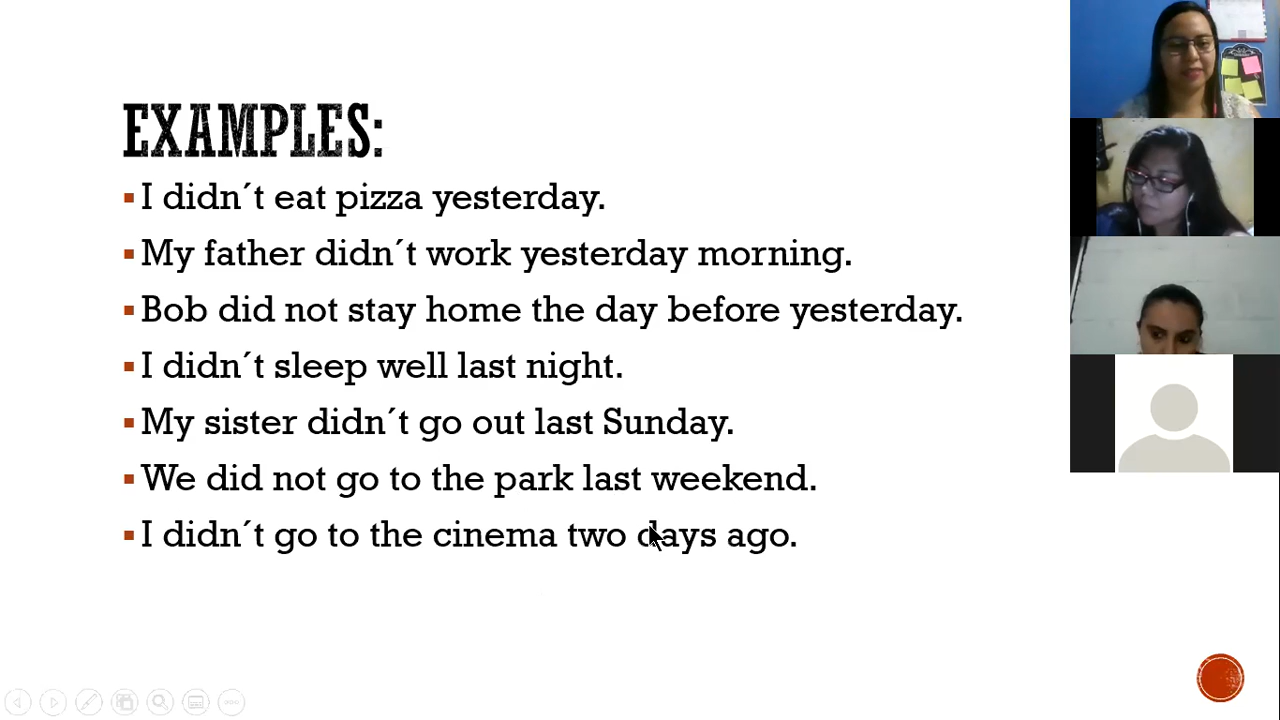 EXAMPLES:
I didn´t eat pizza yesterday.
My father didn´t work yesterday morning.
Bob did not stay home the day before yesterday.
I didn´t sleep well last night.
My sister didn´t go out last Sunday.
We did not go to the park last weekend.
I didn´t go to the cinema two days ago.